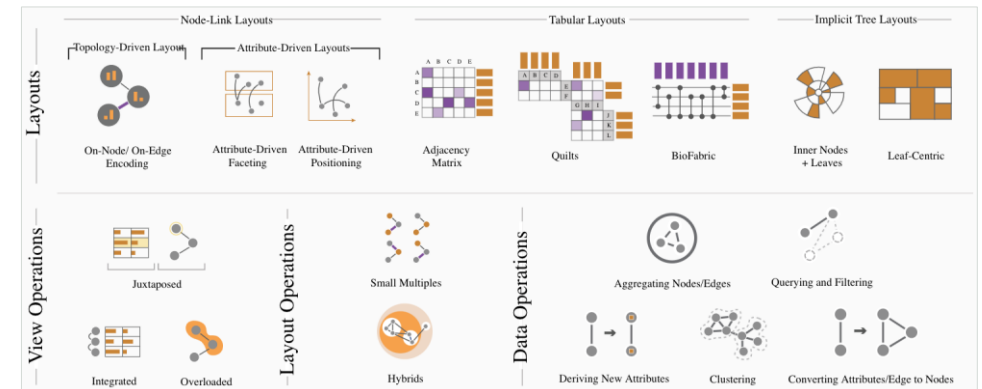 Node-Link Layouts
Tabular Layouts
Implicit Tree Layouts
Layouts
Topology-Driven Layout
Attribute-Driven Layouts
On-Node/ On-Edge
Encoding
Attribute-Driven
Faceting
Attribute-Driven
Positioning
A B C D E
A
B
C
D
E
Adjacency
Matrix
A B C D
E
F
G H I
J
K
L
Quilts
BioFabric
Inner Nodes
+ Leaves
Leaf-Centric
View Operations
Juxtaposed
Integrated
Overloaded
Layout Operations
Small Multiples
Hybrids
Data Operations
Aggregating Nodes/Edges
Querying and Filtering
Deriving New Attributes
Clustering
Converting Attributes/Edge to Nodes